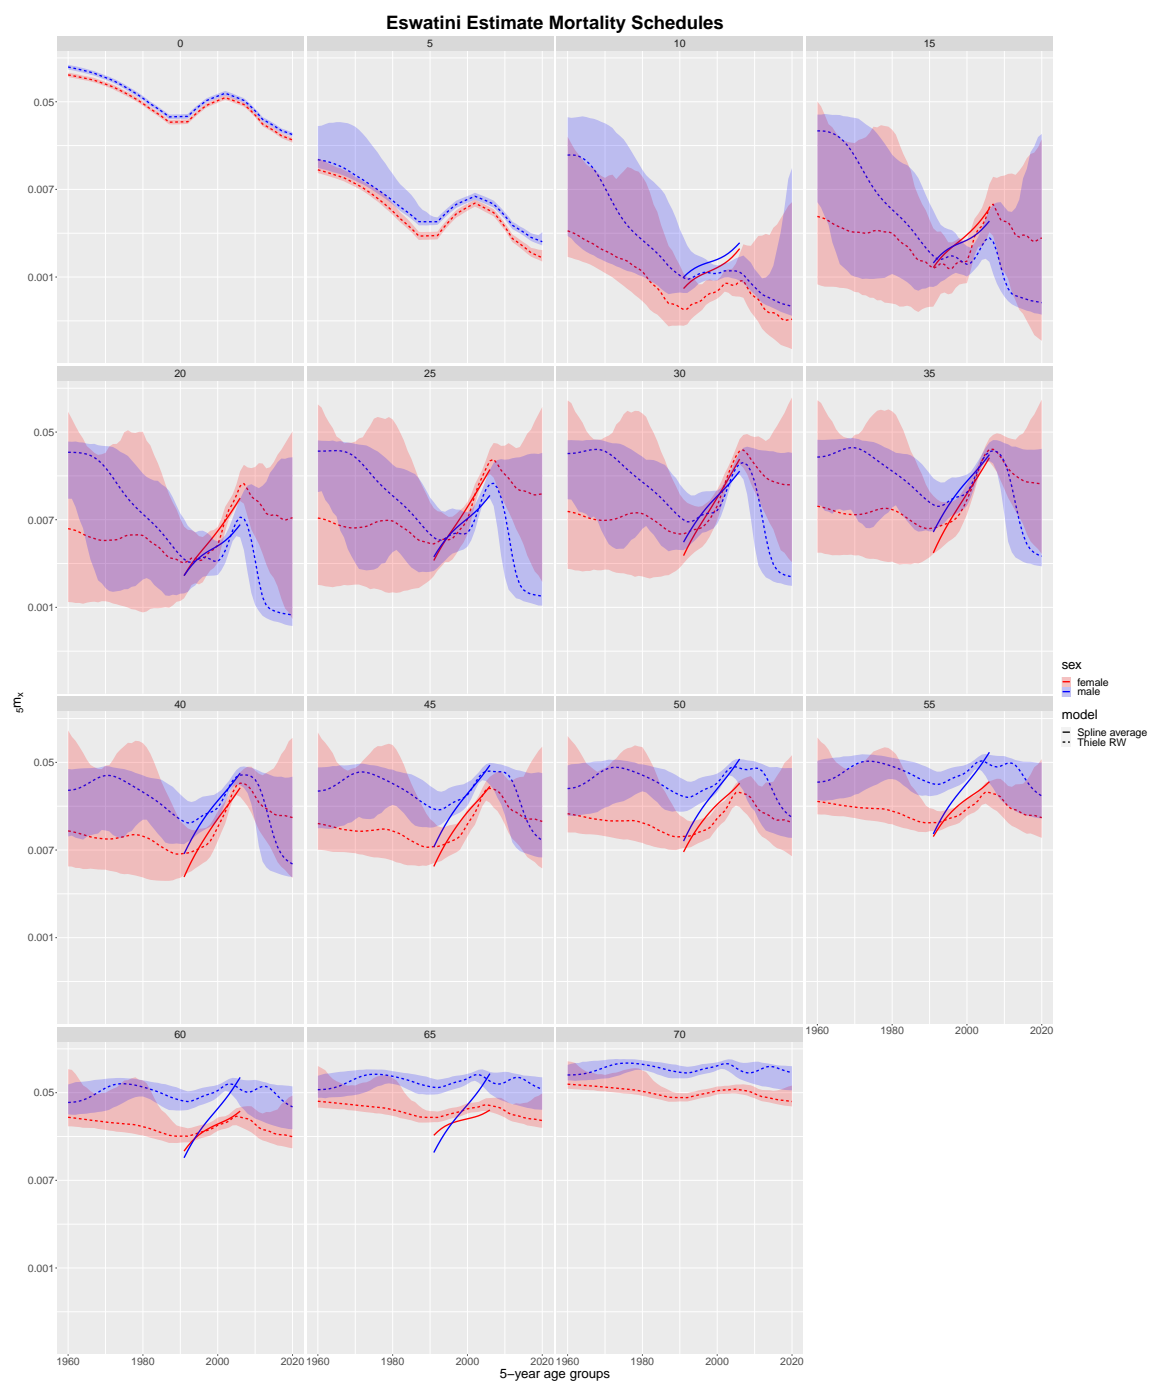 Eswatini Estimate Mortality Schedules
0 5 10 15
0.05
0.007
0.001
20 25 30 35
0.05
0.007
0.001
40 45 50 55
0.05
0.007
0.001
1960 1980 2000 2020
60 65 70
0.05
0.007
0.001
1960 1980 2000 2020 1960 1980 2000 2020 1960 1980 2000 2020
5−year age groups
5mx
sex
female
male
model
Spline average
Thiele RW